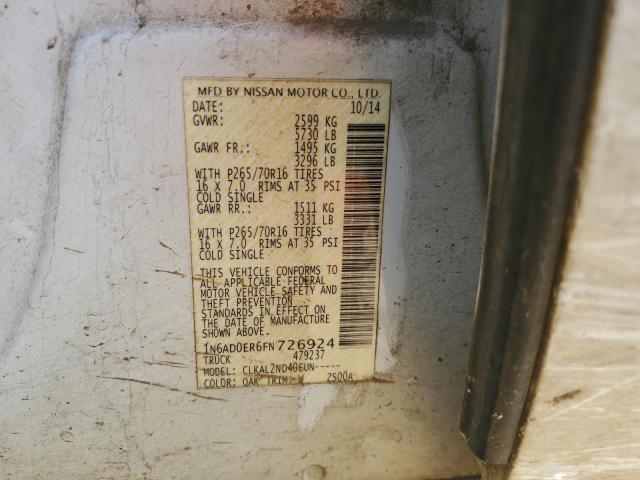 MFD BY NISSAN MOTOR CO., LTD.
DATE: 10/14
GVWR: 2599 KG
5730 LB
GAWR FR.: 1495 KG
3296 LB
WITH P265/70R16 TIRES
16 X 7.0 RIMS AT 35 PSI
COLD SINGLE
GAWR RR.: 1511 KG
3331 LB
WITH P265/70R16 TIRES
16 X 7.0 RIMS AT 35 PSI
COLD SINGLE
THIS VEHICLE CONFORMS TO
ALL APPLICABLE FEDERAL
MOTOR VEHICLE SAFETY AND
THEFT PREVENTION
STANDARDS IN EFFECT ON
THE DATE OF MANUFACTURE
SHOWN ABOVE.
1N6AD0ER6FN726924
TRUCK 479237
MODEL: CLKAL2ND40EUN-----
COLOR: QAK TRIM: W ZS00A